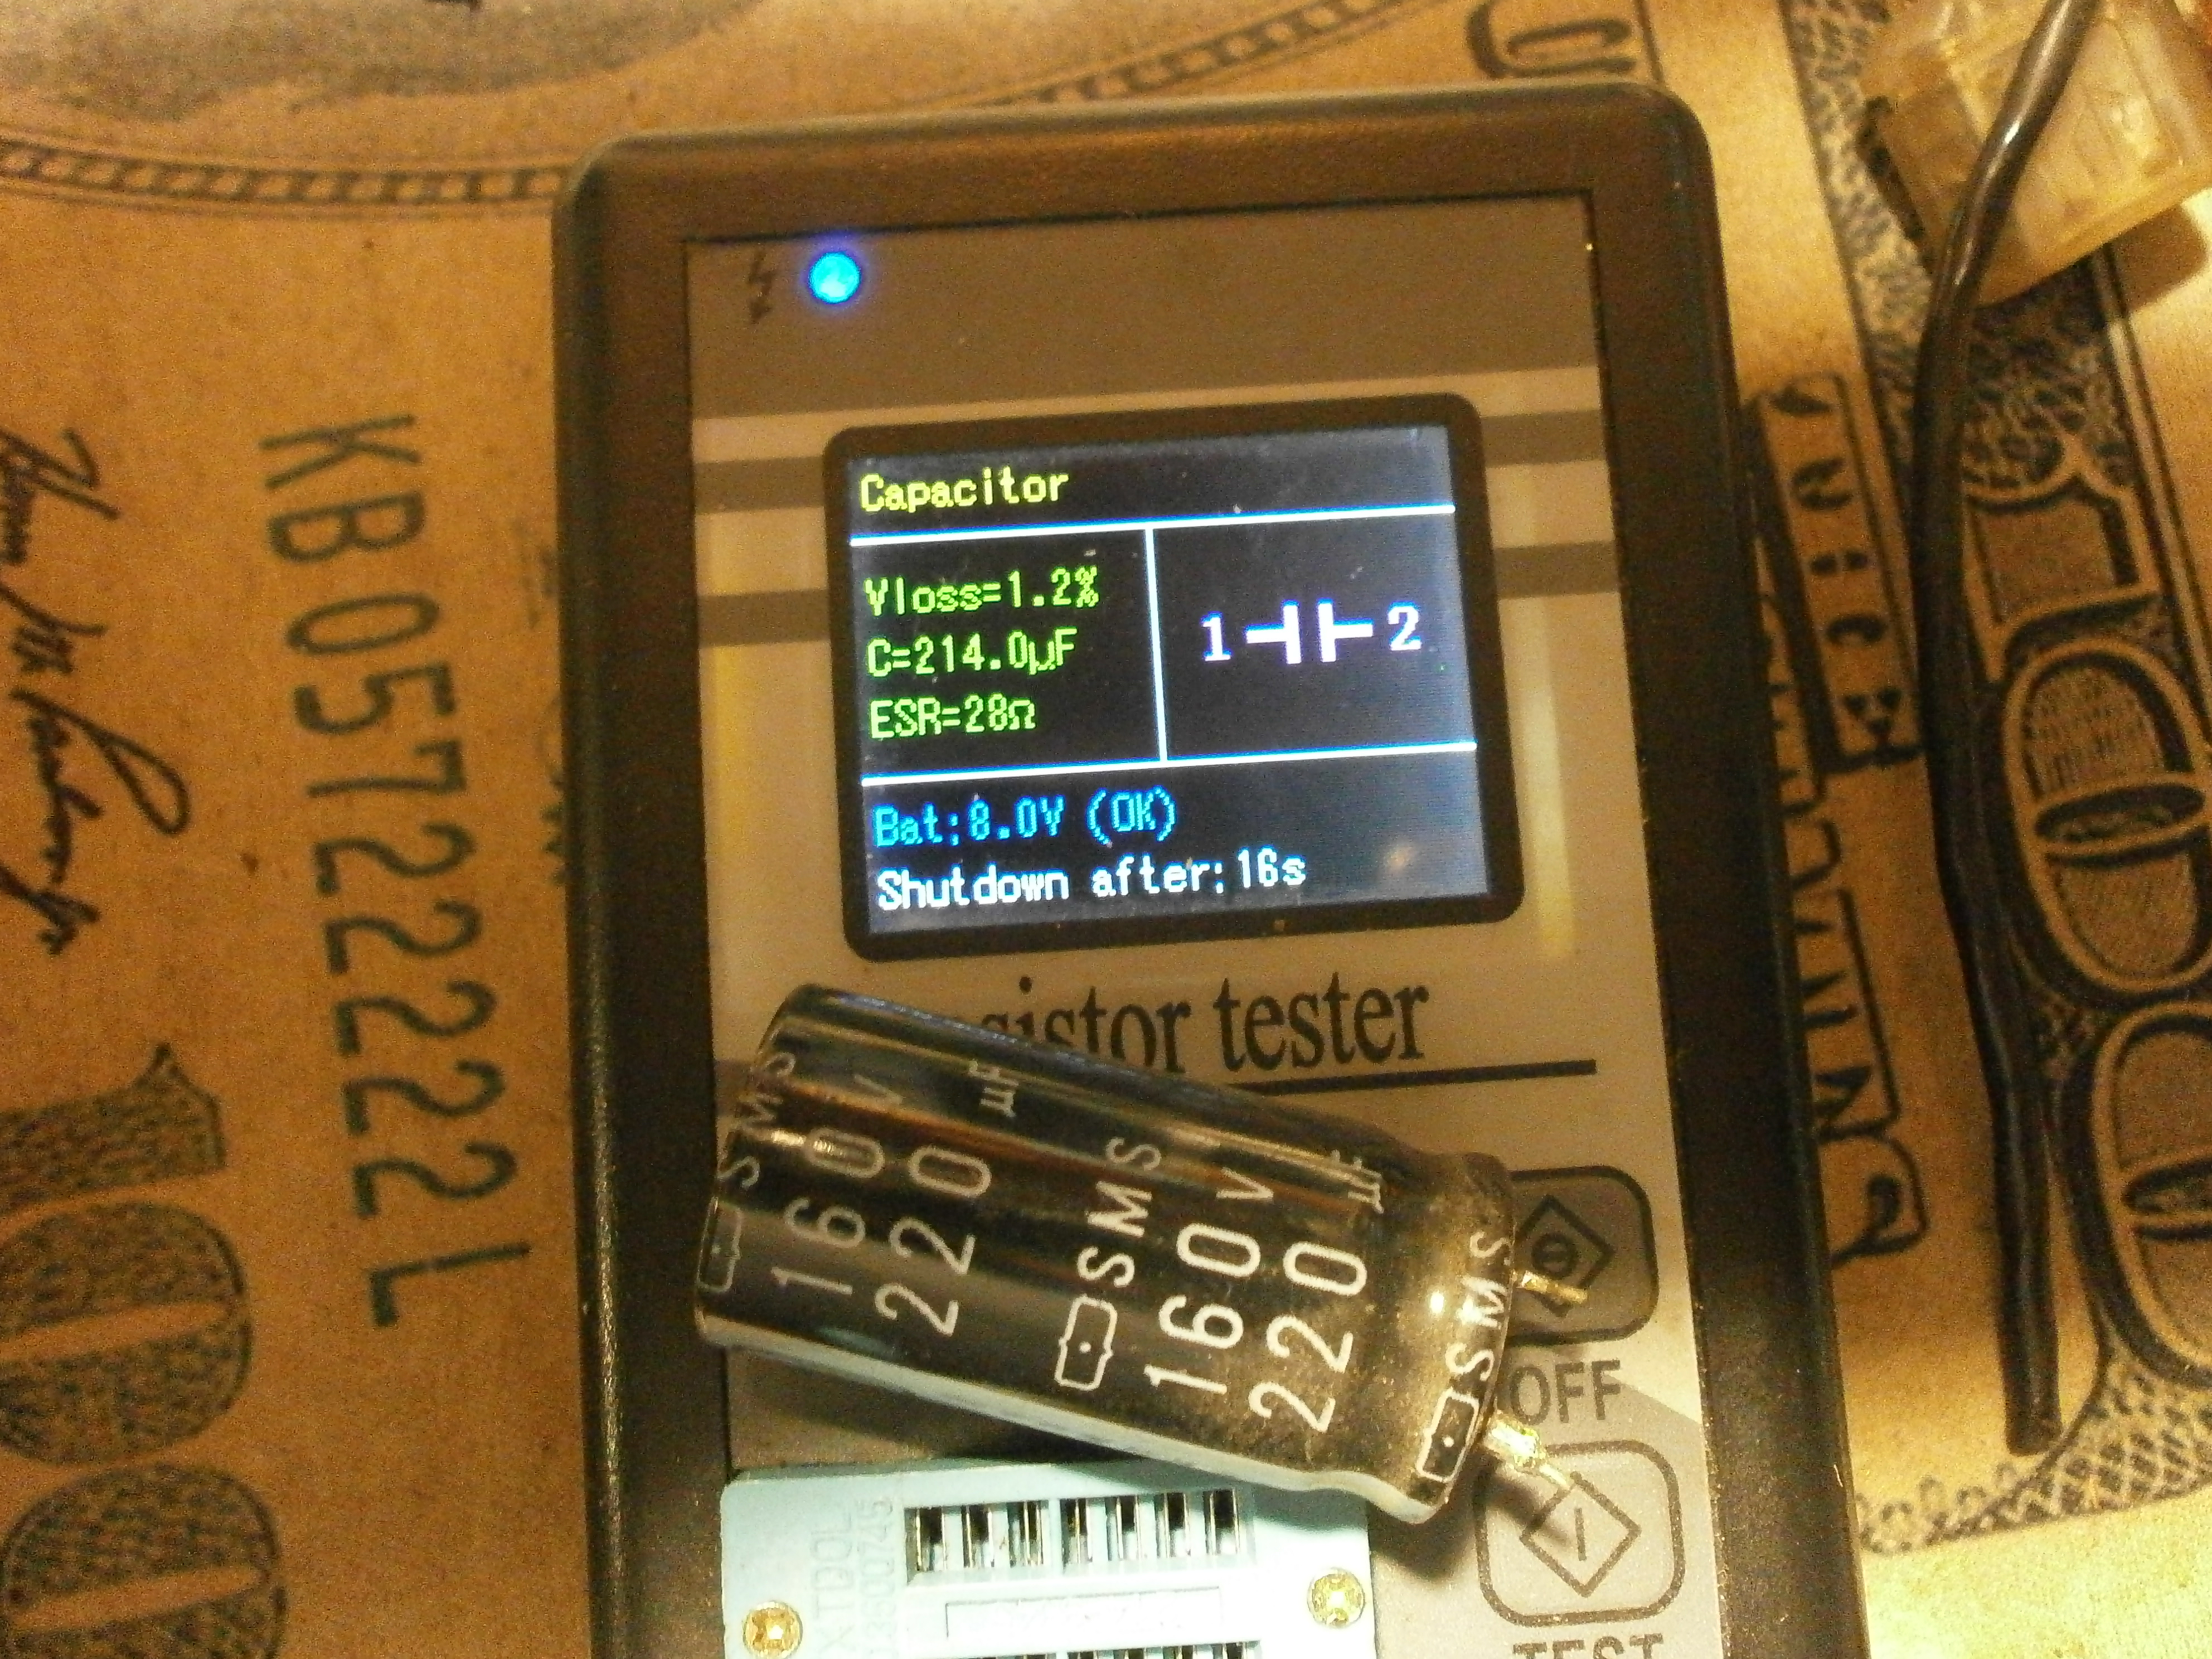 Capacitor
Vloss=1.2%
C=214.0µF
ESR=28Ω
1 2
Bat:8.0V (OK)
Shutdown after:16s
tester
SMS
160V
220µF
SMS
160V
220µF
SMS
OFF
TEST
KB05722222L
100